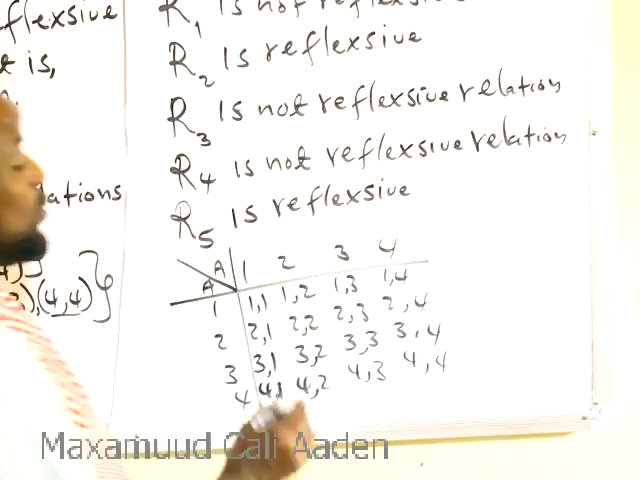 flexsive
t is,
ations
(4,4)}
R1 is not reflexsive
R2 is reflexsive
R3 is not reflexsive relation
R4 is not reflexsive relation
R5 is reflexsive
A 1 2 3 4
A
1 1,1 1,2 1,3 1,4
2 2,1 2,2 2,3 2,4
3 3,1 3,2 3,3 3,4
4 4,1 4,2 4,3 4,4
Maxamuud Cali Aaden